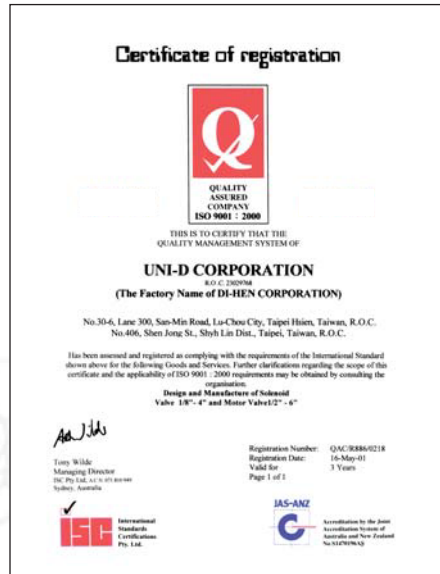 Certificate of registration
Q
QUALITY
ASSURED
COMPANY
ISO 9001 : 2000
THIS IS TO CERTIFY THAT THE
QUALITY MANAGEMENT SYSTEM OF
UNI-D CORPORATION
R.O.C. 23029768
(The Factory Name of DI-HEN CORPORATION)
No.30-6, Lane 300, San-Min Road, Lu-Chou City, Taipei Hsien, Taiwan, R.O.C.
No.406, Shen Jong St., Shyh Lin Dist., Taipei, Taiwan, R.O.C.
Has been assessed and registered as complying with the requirements of the International Standard
shown above for the following Goods and Services. Further clarifications regarding the scope of this
certificate and the applicability of ISO 9001 : 2000 requirements may be obtained by consulting the
organisation.
Design and Manufacture of Solenoid
Valve 1/8"- 4" and Motor Valve1/2" - 6"
Tony Wilde
Managing Director
ISC Pty Ltd,
Sydney, Australia
Registration Number: QAC/R886/0218
Registration Date: 16-May-01
Valid for 3 Years
Page 1 of 1
ISC
International
Standards
Certifications
Pty. Ltd.
JAS-ANZ
C
Accreditation by the Joint
Accreditation System of
Australia and New Zealand